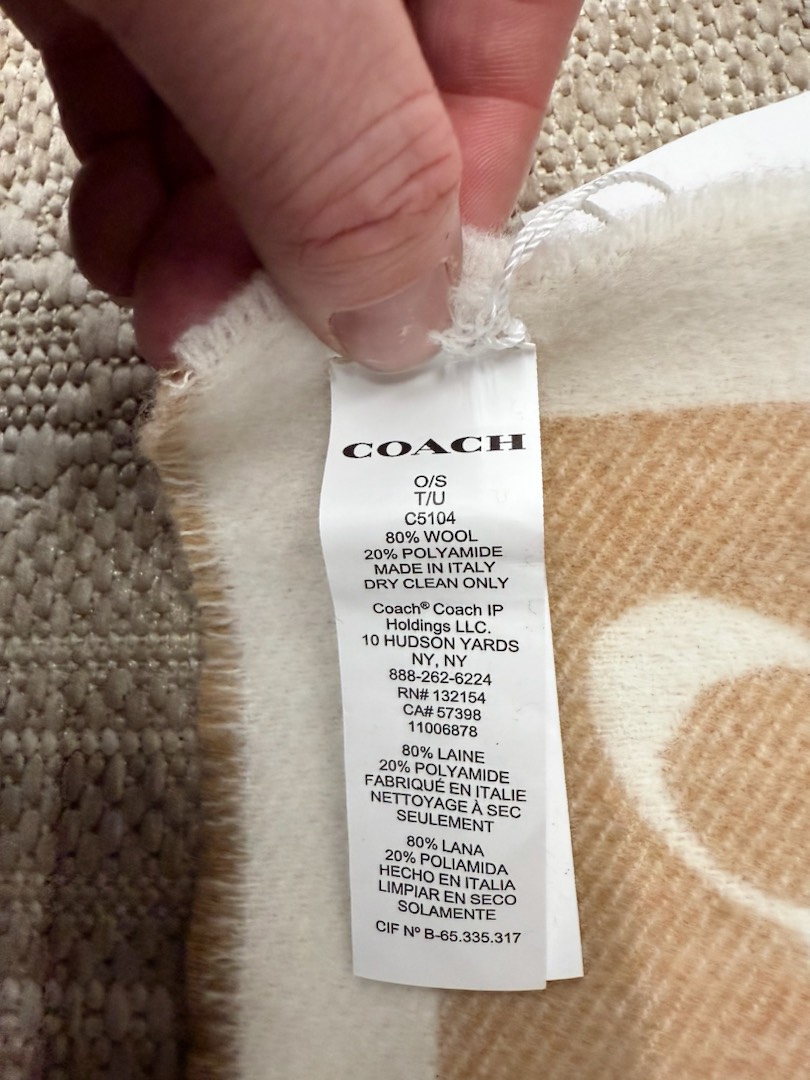 COACH
O/S
T/U
C5104
80% WOOL
20% POLYAMIDE
MADE IN ITALY
DRY CLEAN ONLY
Coach® Coach IP
Holdings LLC.
10 HUDSON YARDS
NY, NY
888-262-6224
RN# 132154
CA# 57398
11006878
80% LAINE
20% POLYAMIDE
FABRIQUÉ EN ITALIE
NETTOYAGE À SEC
SEULEMENT
80% LANA
20% POLIAMIDA
HECHO EN ITALIA
LIMPIAR EN SECO
SOLAMENTE
CIF Nº B-65.335.317